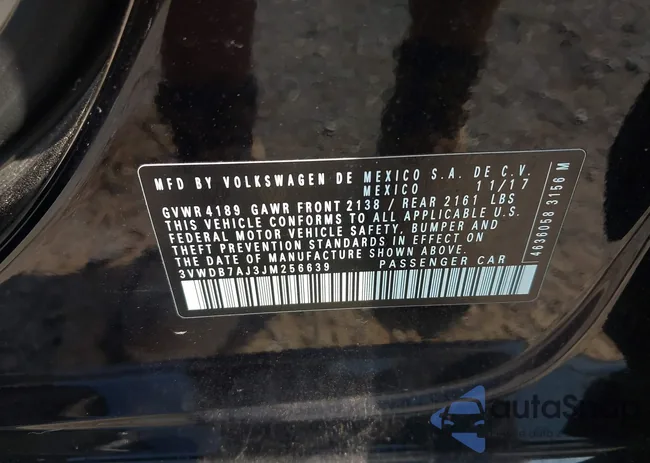 MFD BY VOLKSWAGEN DE MEXICO S.A. DE C.V.
MEXICO 11/17
GVWR 4189 GAWR FRONT 2138 / REAR 2161 LBS
THIS VEHICLE CONFORMS TO ALL APPLICABLE U.S.
FEDERAL MOTOR VEHICLE SAFETY, BUMPER AND
THEFT PREVENTION STANDARDS IN EFFECT ON
THE DATE OF MANUFACTURE SHOWN ABOVE.
3VWDB7AJ3JM256639 PASSENGER CAR
4636058 3156 M